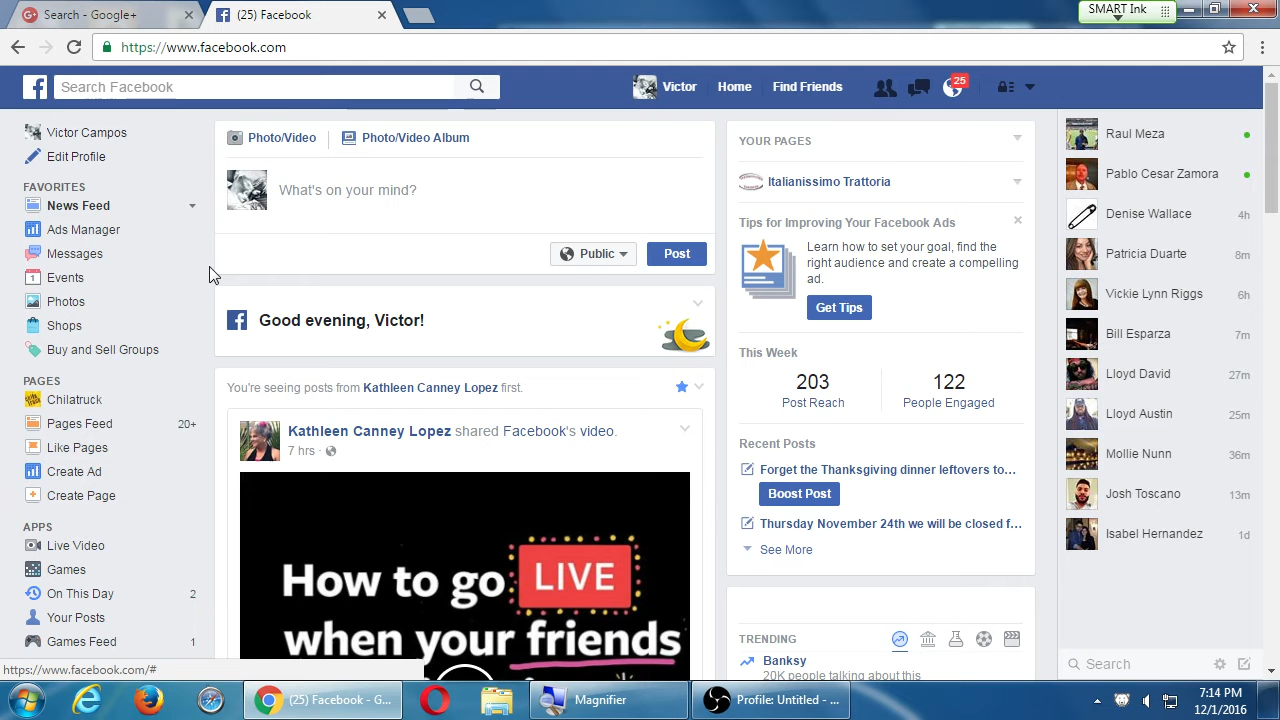 Search - Google+
(25) Facebook
SMART Ink
https://www.facebook.com
Search Facebook
Victor
Home
Find Friends
25
Victor Campos
Edit Profile
FAVORITES
News Feed
Ads Manager
Messages
Events
Photos
Shops
Buy and Sell Groups
PAGES
Chilatruck
Pages Feed 20+
Like Pages
Create Ad
Create Page
APPS
Live Video
Games
On This Day 2
Your Posts
Games Feed 1
https://www.facebook.com/#
Photo/Video
Photo/Video Album
What's on your mind?
Public
Post
Good evening, Victor!
You're seeing posts from Kathleen Canney Lopez first.
Kathleen Canney Lopez shared Facebook's video.
7 hrs ·
How to go LIVE
when your friends
YOUR PAGES
Italianissimo Trattoria
Tips for Improving Your Facebook Ads
Learn how to set your goal, find the
right audience and create a compelling
ad.
Get Tips
This Week
203
Post Reach
122
People Engaged
Recent Posts
Forget the Thanksgiving dinner leftovers to...
Boost Post
Thursday November 24th we will be closed f...
See More
TRENDING
Banksy
20K people talking about this
Raul Meza
Pablo Cesar Zamora
Denise Wallace 4h
Patricia Duarte 8m
Vickie Lynn Riggs 6h
Bill Esparza 7m
Lloyd David 27m
Lloyd Austin 25m
Mollie Nunn 36m
Josh Toscano 13m
Isabel Hernandez 1d
Search
(25) Facebook - G...
Magnifier
Profile: Untitled - ...
7:14 PM
12/1/2016